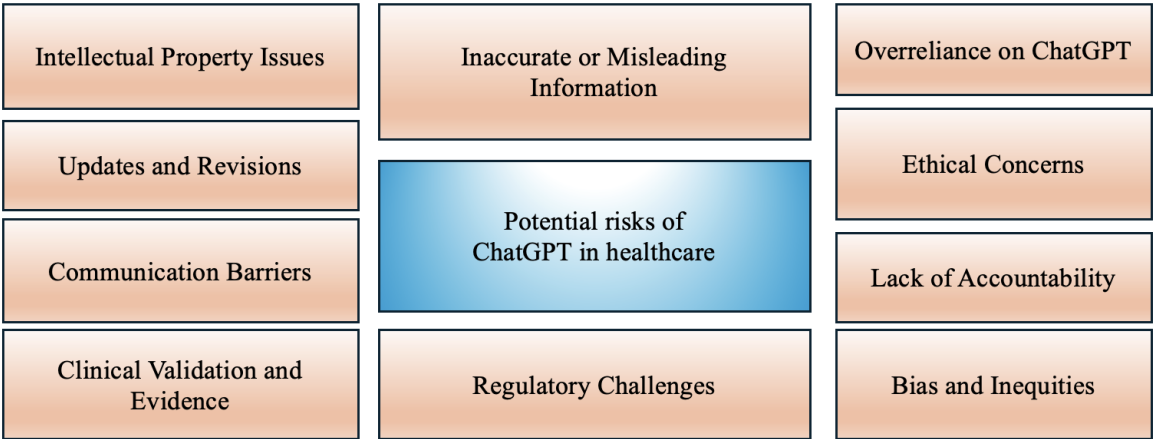 Intellectual Property Issues
Inaccurate or Misleading
Information
Overreliance on ChatGPT
Updates and Revisions
Ethical Concerns
Potential risks of
ChatGPT in healthcare
Communication Barriers
Lack of Accountability
Clinical Validation and
Evidence
Regulatory Challenges
Bias and Inequities